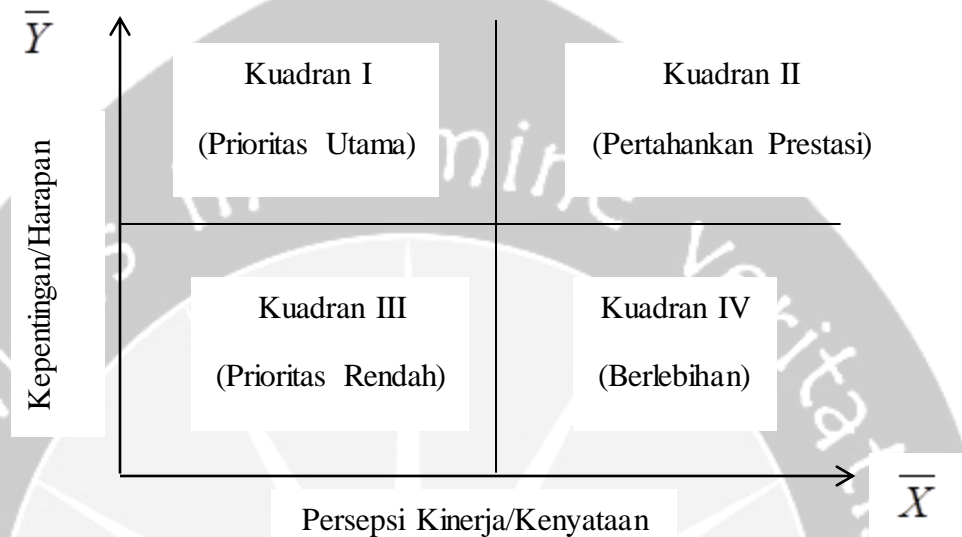 Y̅
Kuadran I
(Prioritas Utama)
Kuadran II
(Pertahankan Prestasi)
Kepentingan/Harapan
Kuadran III
(Prioritas Rendah)
Kuadran IV
(Berlebihan)
X̅
Persepsi Kinerja/Kenyataan